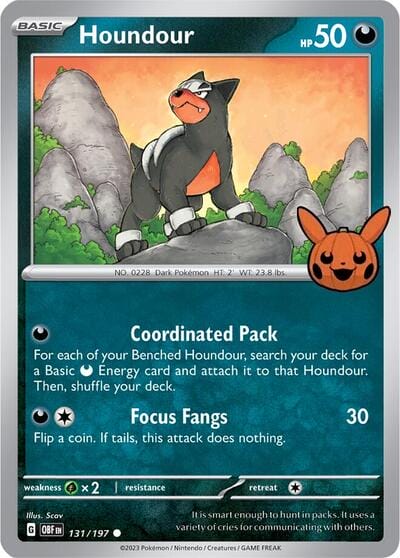 BASIC Houndour HP 50
NO. 0228 Dark Pokémon HT: 2' WT: 23.8 lbs.
Coordinated Pack
For each of your Benched Houndour, search your deck for
a Basic Energy card and attach it to that Houndour.
Then, shuffle your deck.
Focus Fangs 30
Flip a coin. If tails, this attack does nothing.
weakness × 2 resistance retreat
Illus. Scav
G OBF EN 131/197
It is smart enough to hunt in packs. It uses a
variety of cries for communicating with others.
©2023 Pokémon / Nintendo / Creatures / GAME FREAK